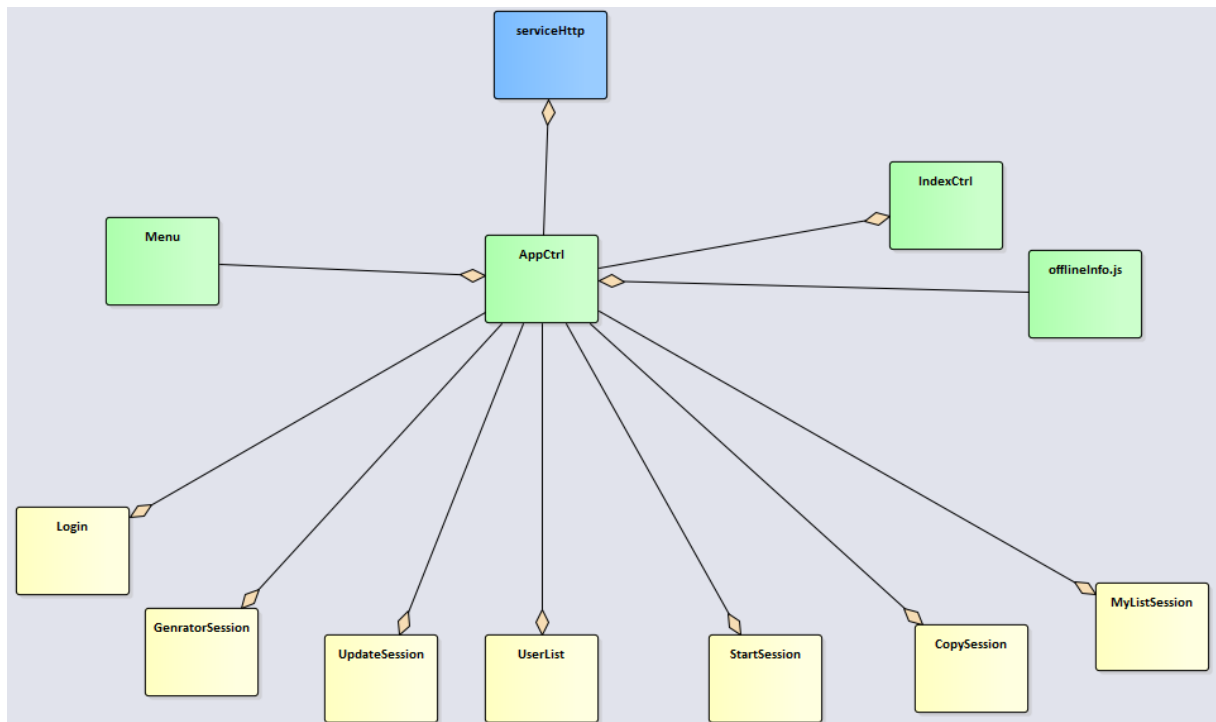 serviceHttp
IndexCtrl
Menu
AppCtrl
offlineInfo.js
Login
GenratorSession
UpdateSession
UserList
StartSession
CopySession
MyListSession